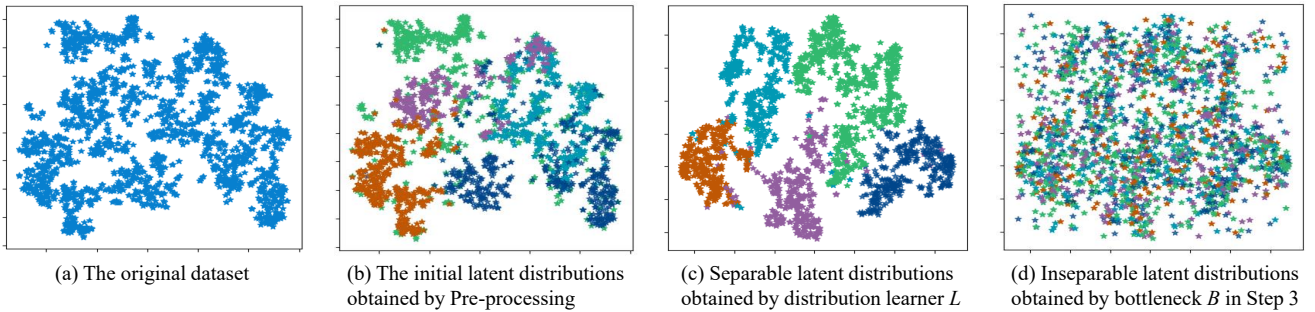 (a) The original dataset
(b) The initial latent distributions
obtained by Pre-processing
(c) Separable latent distributions
obtained by distribution learner L
(d) Inseparable latent distributions
obtained by bottleneck B in Step 3